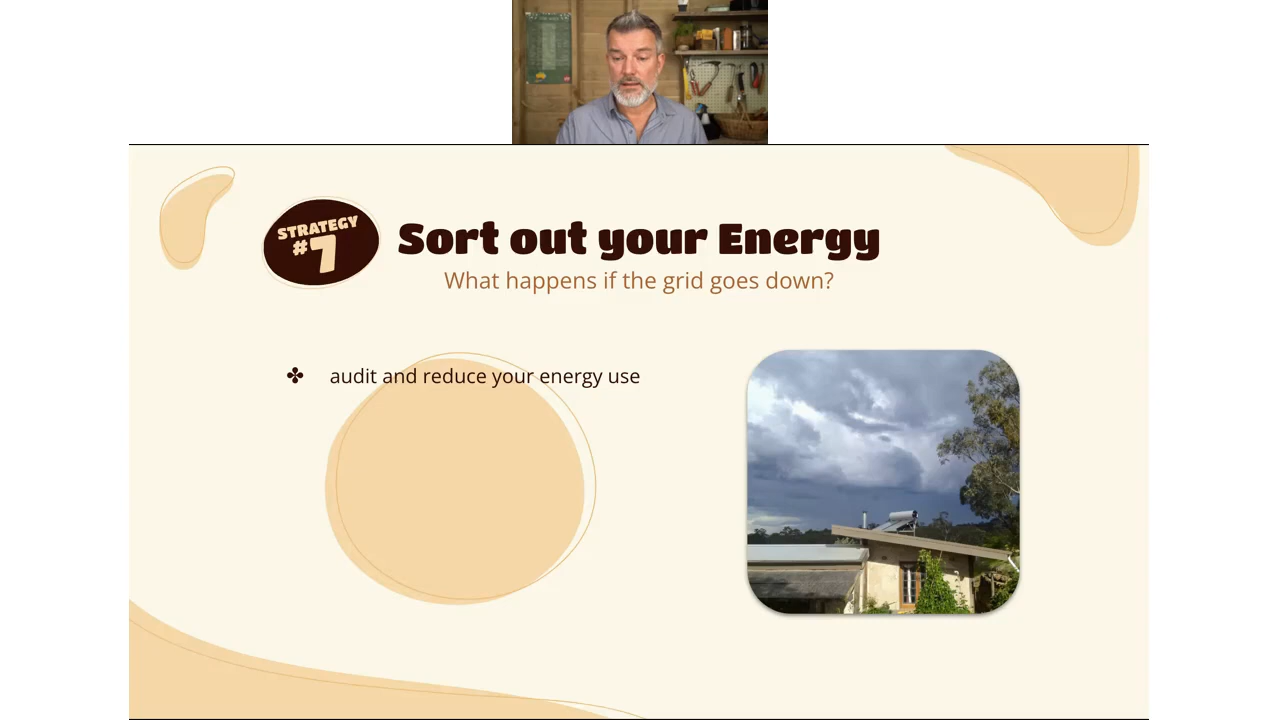 STRATEGY
#7
Sort out your Energy
What happens if the grid goes down?
✤ audit and reduce your energy use